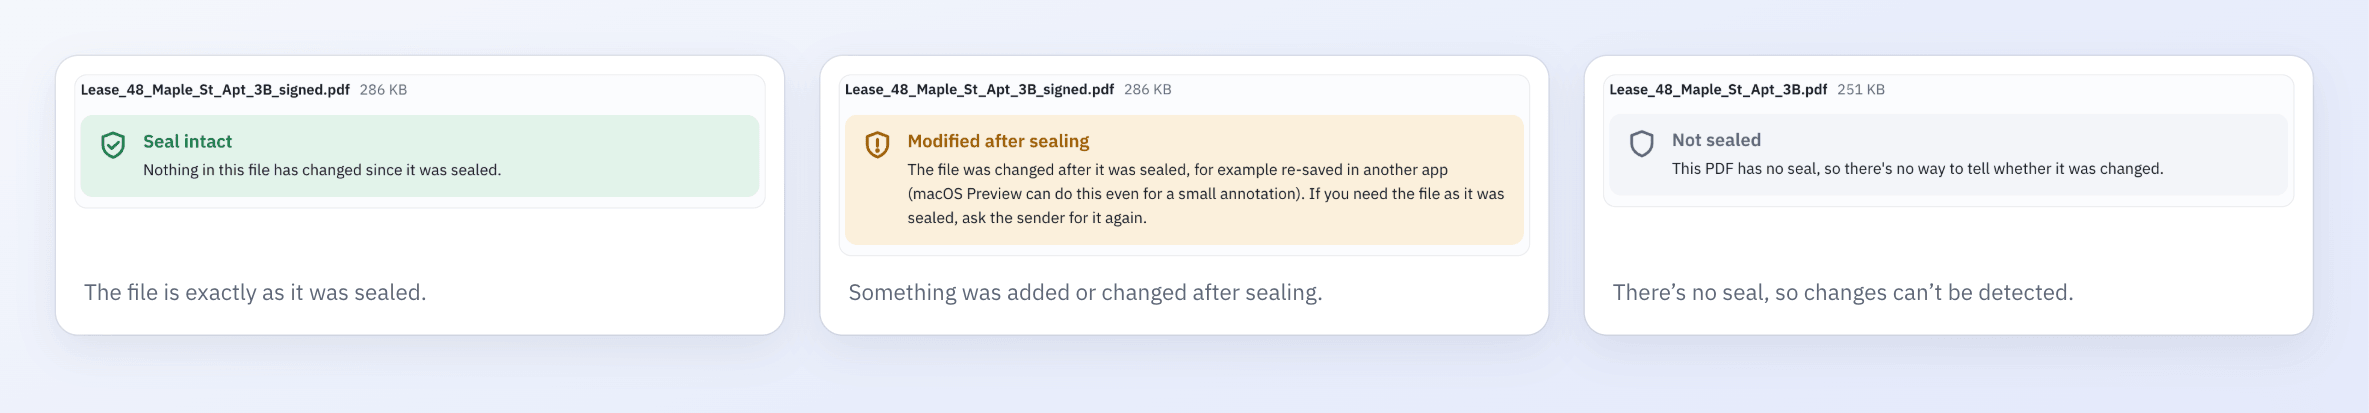 Lease_48_Maple_St_Apt_3B_signed.pdf 286 KB
Seal intact
Nothing in this file has changed since it was sealed.
The file is exactly as it was sealed.
Lease_48_Maple_St_Apt_3B_signed.pdf 286 KB
Modified after sealing
The file was changed after it was sealed, for example re-saved in another app
(macOS Preview can do this even for a small annotation). If you need the file as it was
sealed, ask the sender for it again.
Something was added or changed after sealing.
Lease_48_Maple_St_Apt_3B.pdf 251 KB
Not sealed
This PDF has no seal, so there's no way to tell whether it was changed.
There’s no seal, so changes can’t be detected.